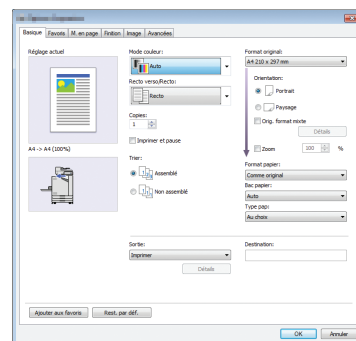 Basique Favoris M. en page Finition Image Avancées
Réglage actuel
A4 -> A4 (100%)
Mode couleur:
Auto
Recto verso/Recto:
Recto
Copies:
1
Imprimer et pause
Trier:
Assemblé
Non assemblé
Sortie:
Imprimer
Détails
Format original:
A4 210 x 297 mm
Orientation:
Portrait
Paysage
Orig. format mixte
Détails
Zoom 100 %
Format papier:
Comme original
Bac papier:
Auto
Type pap:
Au choix
Destination:
Ajouter aux favoris Rest. par déf.
OK Annuler